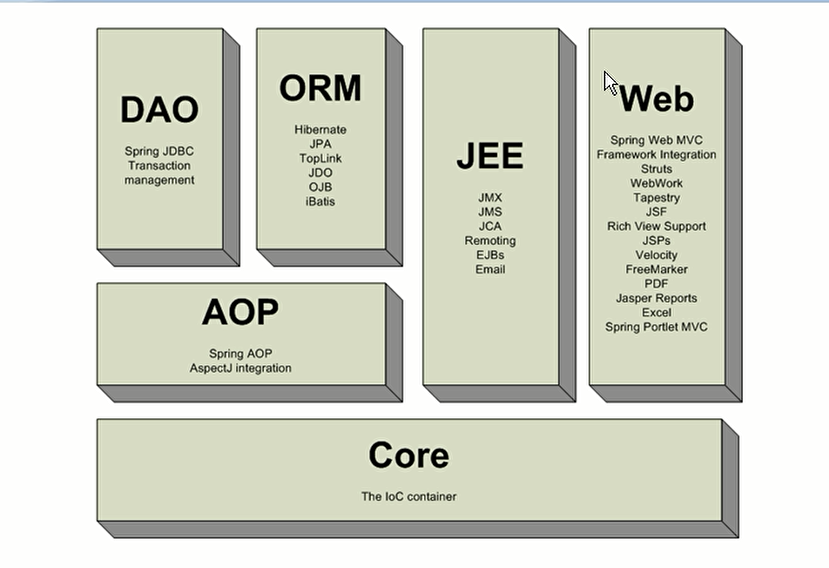 DAO
Spring JDBC
Transaction
management
ORM
Hibernate
JPA
TopLink
JDO
OJB
iBatis
JEE
JMX
JMS
JCA
Remoting
EJBs
Email
Web
Spring Web MVC
Framework Integration
Struts
WebWork
Tapestry
JSF
Rich View Support
JSPs
Velocity
FreeMarker
PDF
Jasper Reports
Excel
Spring Portlet MVC
AOP
Spring AOP
AspectJ integration
Core
The IoC container